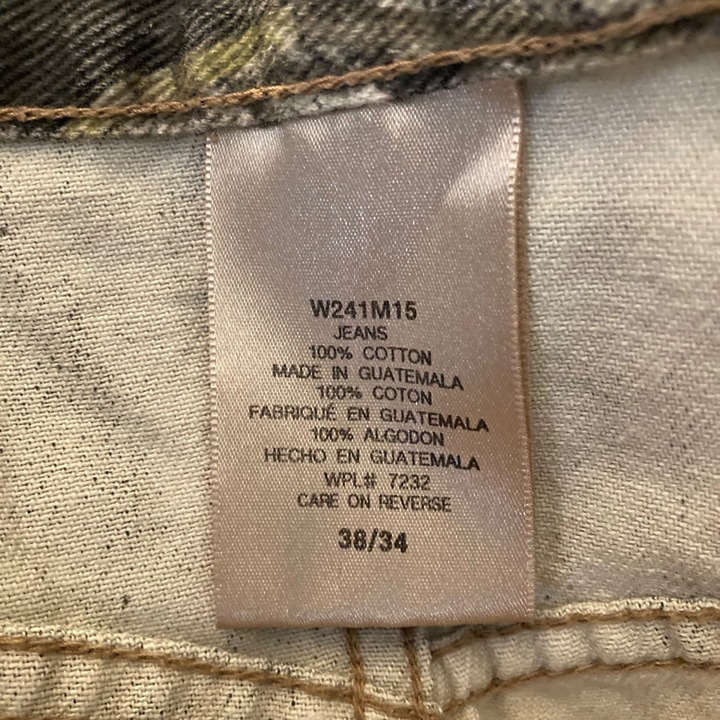 W241M15
JEANS
100% COTTON
MADE IN GUATEMALA
100% COTON
FABRIQUÉ EN GUATEMALA
100% ALGODON
HECHO EN GUATEMALA
WPL# 7232
CARE ON REVERSE
38/34